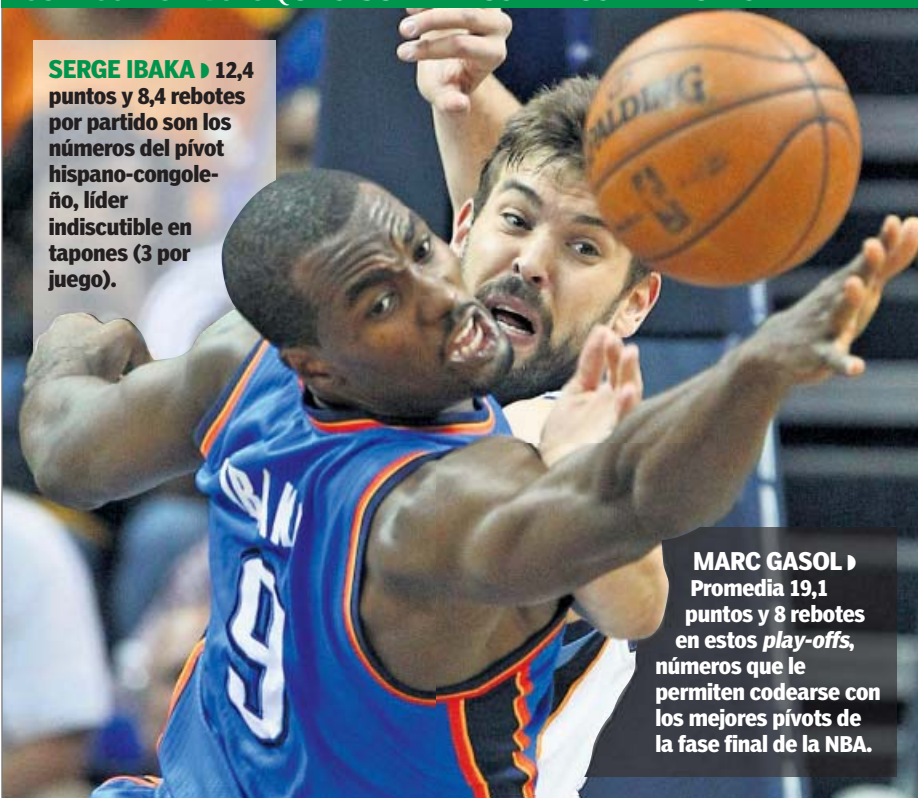 SERGE IBAKA ◗ 12,4
puntos y 8,4 rebotes
por partido son los
números del pívot
hispano-congole-
ño, líder
indiscutible en
tapones (3 por
juego).
SPALDING
IBAKA
9
MARC GASOL ◗
Promedia 19,1
puntos y 8 rebotes
en estos play-offs,
números que le
permiten codearse con
los mejores pívots de
la fase final de la NBA.